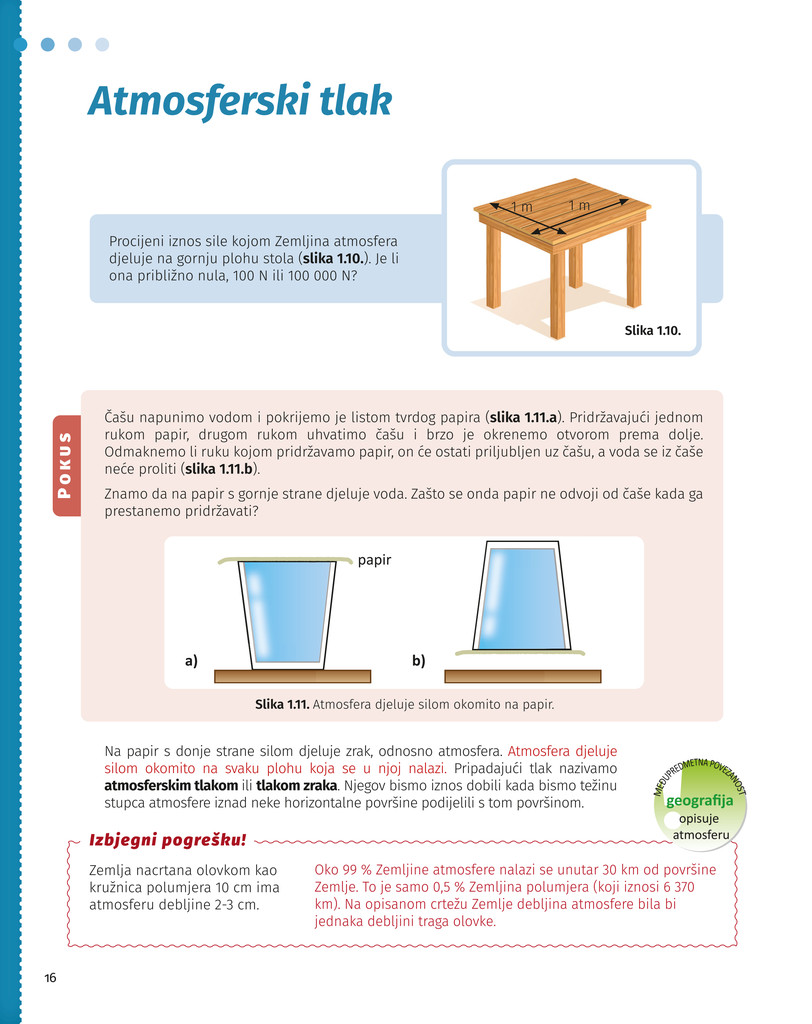 Atmosferski tlak
Procijeni iznos sile kojom Zemljina atmosfera
djeluje na gornju plohu stola (slika 1.10.). Je li
ona približno nula, 100 N ili 100 000 N?
1 m
1 m
Slika 1.10.
POKUS
Čašu napunimo vodom i pokrijemo je listom tvrdog papira (slika 1.11.a). Pridržavajući jednom
rukom papir, drugom rukom uhvatimo čašu i brzo je okrenemo otvorom prema dolje.
Odmaknemo li ruku kojom pridržavamo papir, on će ostati priljubljen uz čašu, a voda se iz čaše
neće proliti (slika 1.11.b).
Znamo da na papir s gornje strane djeluje voda. Zašto se onda papir ne odvoji od čaše kada ga
prestanemo pridržavati?
papir
a)
b)
Slika 1.11. Atmosfera djeluje silom okomito na papir.
Na papir s donje strane silom djeluje zrak, odnosno atmosfera. Atmosfera djeluje
silom okomito na svaku plohu koja se u njoj nalazi. Pripadajući tlak nazivamo
atmosferskim tlakom ili tlakom zraka. Njegov bismo iznos dobili kada bismo težinu
stupca atmosfere iznad neke horizontalne površine podijelili s tom površinom.
MEĐUPREDMETNA POVEZANOST
geografija
opisuje
atmosferu
Izbjegni pogrešku!
Zemlja nacrtana olovkom kao
kružnica polumjera 10 cm ima
atmosferu debljine 2-3 cm.
Oko 99 % Zemljine atmosfere nalazi se unutar 30 km od površine
Zemlje. To je samo 0,5 % Zemljina polumjera (koji iznosi 6 370
km). Na opisanom crtežu Zemlje debljina atmosfere bila bi
jednaka debljini traga olovke.
16